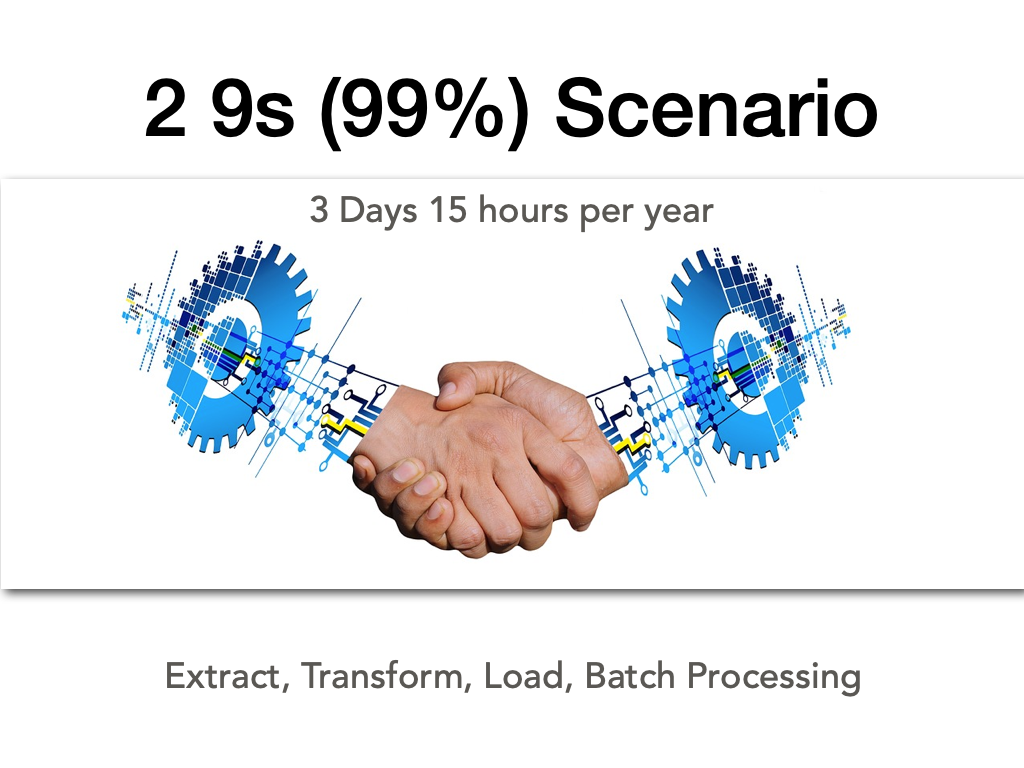 2 9s (99%) Scenario
3 Days 15 hours per year
Extract, Transform, Load, Batch Processing